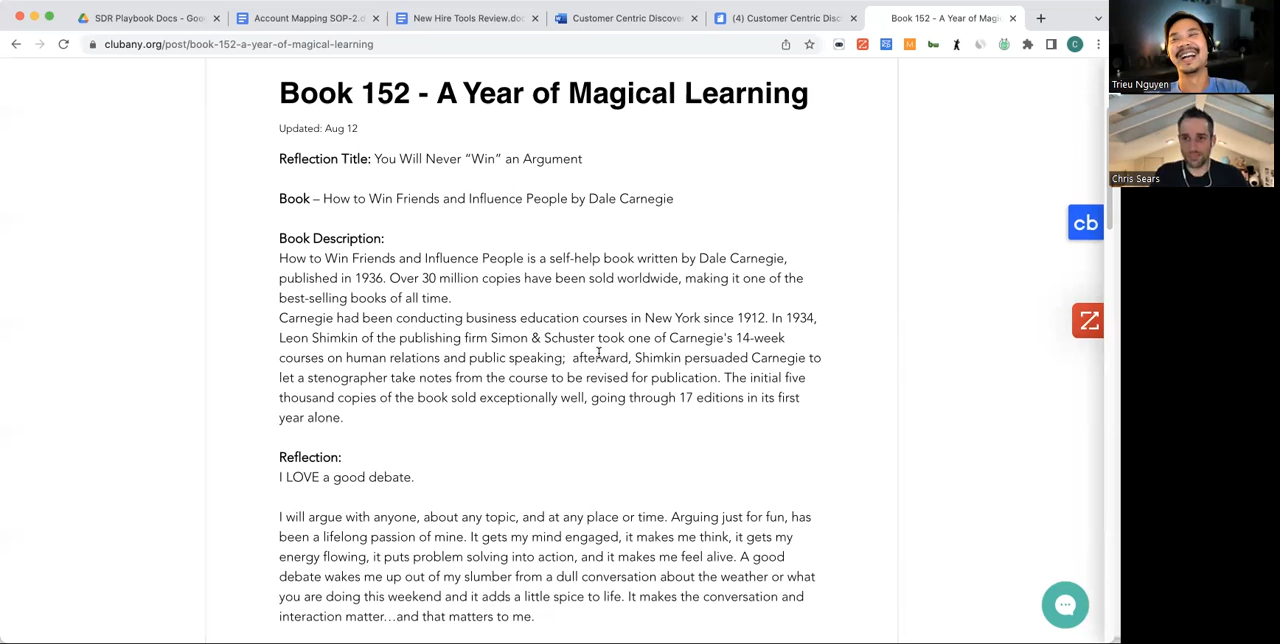 SDR Playbook Docs - Goo
Account Mapping SOP-2.d
New Hire Tools Review.doc
Customer Centric Discover
(4) Customer Centric Disc
Book 152 - A Year of Magic
clubany.org/post/book-152-a-year-of-magical-learning
Trieu Nguyen
Chris Sears
Book 152 - A Year of Magical Learning
Updated: Aug 12
Reflection Title: You Will Never “Win” an Argument
Book – How to Win Friends and Influence People by Dale Carnegie
cb
Book Description:
How to Win Friends and Influence People is a self-help book written by Dale Carnegie,
published in 1936. Over 30 million copies have been sold worldwide, making it one of the
best-selling books of all time.
Carnegie had been conducting business education courses in New York since 1912. In 1934,
Leon Shimkin of the publishing firm Simon & Schuster took one of Carnegie's 14-week
courses on human relations and public speaking;  afterward, Shimkin persuaded Carnegie to
let a stenographer take notes from the course to be revised for publication. The initial five
thousand copies of the book sold exceptionally well, going through 17 editions in its first
year alone.
Reflection:
I LOVE a good debate.
I will argue with anyone, about any topic, and at any place or time. Arguing just for fun, has
been a lifelong passion of mine. It gets my mind engaged, it makes me think, it gets my
energy flowing, it puts problem solving into action, and it makes me feel alive. A good
debate wakes me up out of my slumber from a dull conversation about the weather or what
you are doing this weekend and it adds a little spice to life. It makes the conversation and
interaction matter…and that matters to me.